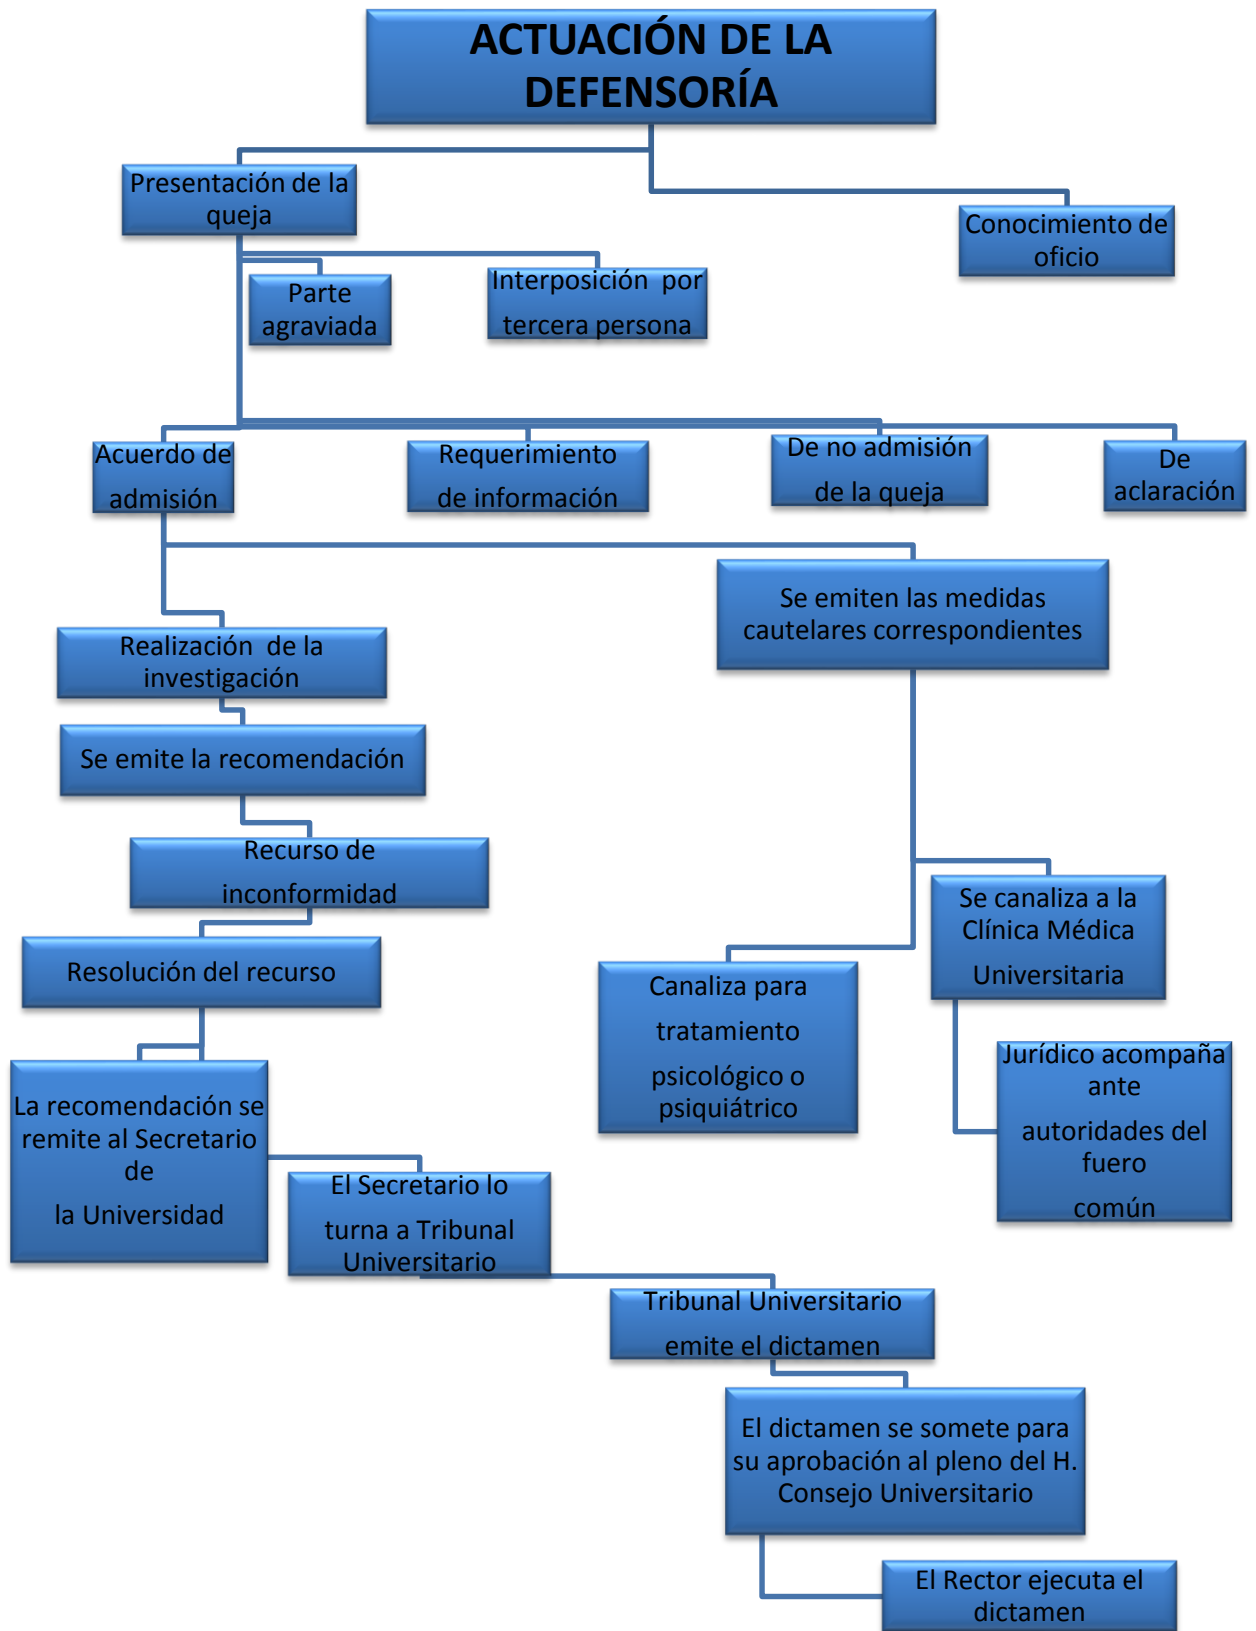 ACTUACIÓN DE LA
DEFENSORÍA
Presentación de la
queja
Conocimiento de
oficio
Parte
agraviada
Interposición por
tercera persona
Acuerdo de
admisión
Requerimiento
de información
De no admisión
de la queja
De
aclaración
Se emiten las medidas
cautelares correspondientes
Realización de la
investigación
Se emite la recomendación
Recurso de
inconformidad
Resolución del recurso
Se canaliza a la
Clínica Médica
Universitaria
Canaliza para
tratamiento
psicológico o
psiquiátrico
Jurídico acompaña
ante
autoridades del
fuero
común
La recomendación se
remite al Secretario
de
la Universidad
El Secretario lo
turna a Tribunal
Universitario
Tribunal Universitario
emite el dictamen
El dictamen se somete para
su aprobación al pleno del H.
Consejo Universitario
El Rector ejecuta el
dictamen